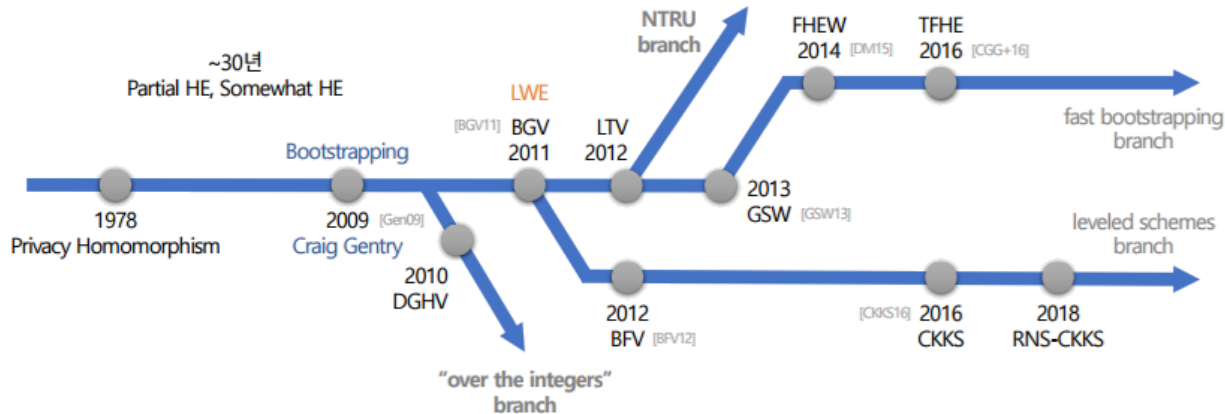 ~30년
Partial HE, Somewhat HE
NTRU
branch
FHEW
2014 [DM15]
TFHE
2016 [CGG+16]
fast bootstrapping
branch
LWE
[BGV11] BGV
2011
LTV
2012
Bootstrapping
1978
Privacy Homomorphism
2009 [Gen09]
Craig Gentry
2010
DGHV
"over the integers"
branch
2013
GSW [GSW13]
leveled schemes
branch
2012
BFV [BFV12]
[CKKS16] 2016
CKKS
2018
RNS-CKKS